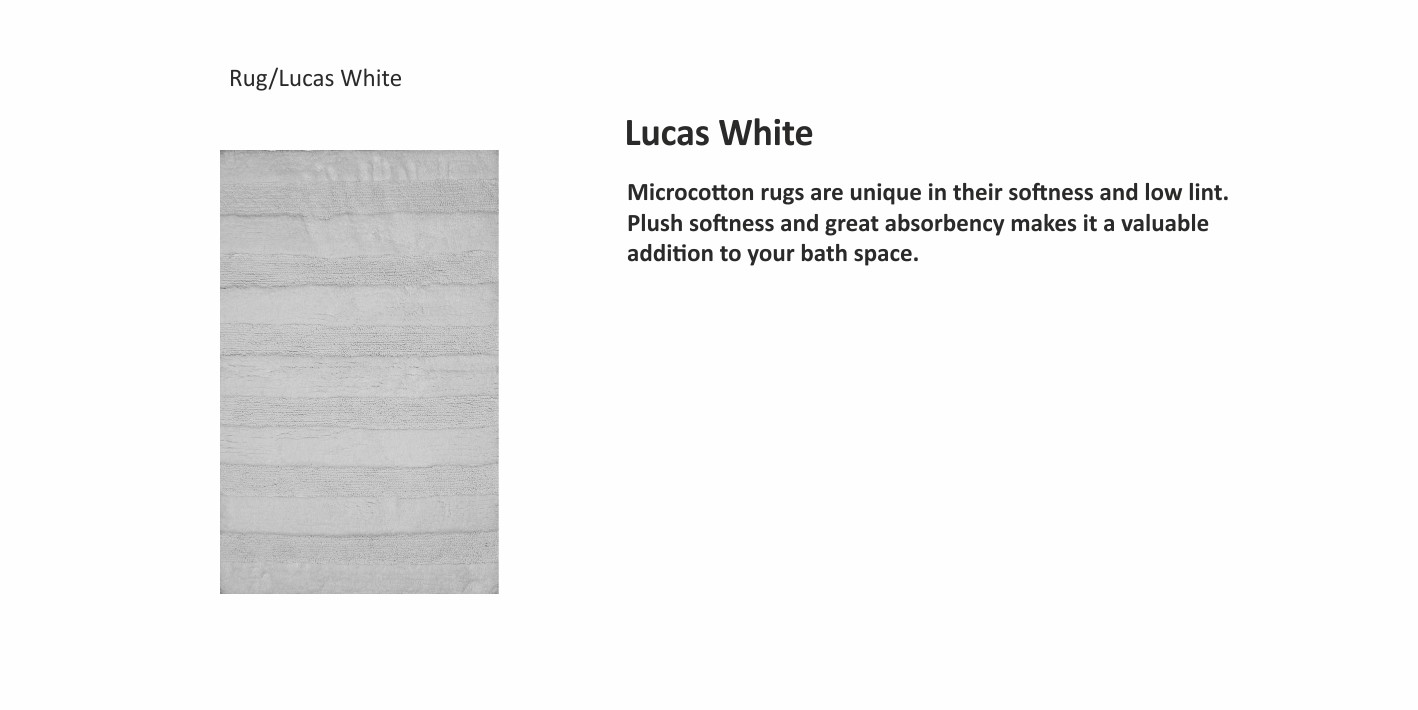 Rug/Lucas White
Lucas White
Microcotton rugs are unique in their softness and low lint.
Plush softness and great absorbency makes it a valuable
addition to your bath space.